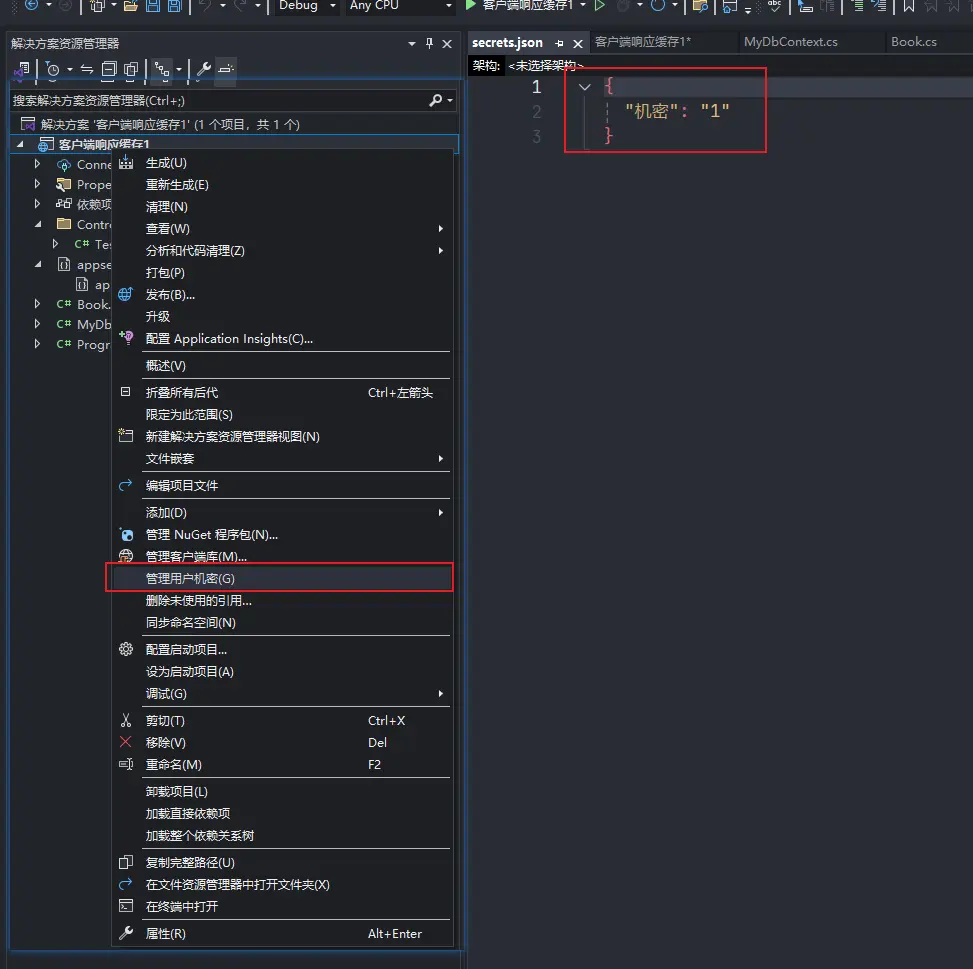 Debug Any CPU 客户端响应缓存1
解决方案资源管理器
搜索解决方案资源管理器(Ctrl+;)
解决方案 '客户端响应缓存1' (1 个项目，共 1 个)
客户端响应缓存1
Conne
Prope
依赖项
Contr
C# Tes
appse
ap
C# Book.
C# MyDb
C# Progr
生成(U)
重新生成(E)
清理(N)
查看(W)
分析和代码清理(Z)
打包(P)
发布(B)...
升级
配置 Application Insights(C)...
概述(V)
折叠所有后代 Ctrl+左箭头
限定为此范围(S)
新建解决方案资源管理器视图(N)
文件嵌套
编辑项目文件
添加(D)
管理 NuGet 程序包(N)...
管理客户端库(M)...
管理用户机密(G)
删除未使用的引用...
同步命名空间(N)
配置启动项目...
设为启动项目(A)
调试(G)
剪切(T) Ctrl+X
移除(V) Del
重命名(M) F2
卸载项目(L)
加载直接依赖项
加载整个依赖关系树
复制完整路径(U)
在文件资源管理器中打开文件夹(X)
在终端中打开
属性(R) Alt+Enter
secrets.json 客户端响应缓存1* MyDbContext.cs Book.cs
架构: <未选择架构>
1 {
2 "机密": "1"
3 }